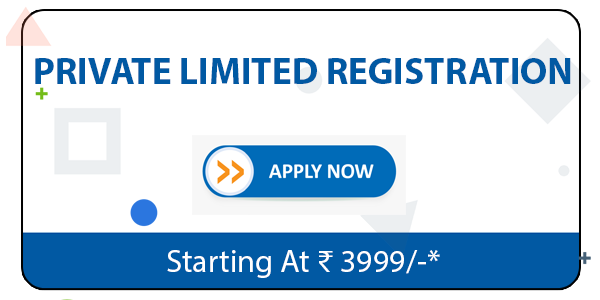 PRIVATE LIMITED REGISTRATION
APPLY NOW
Starting At ₹ 3999/-*